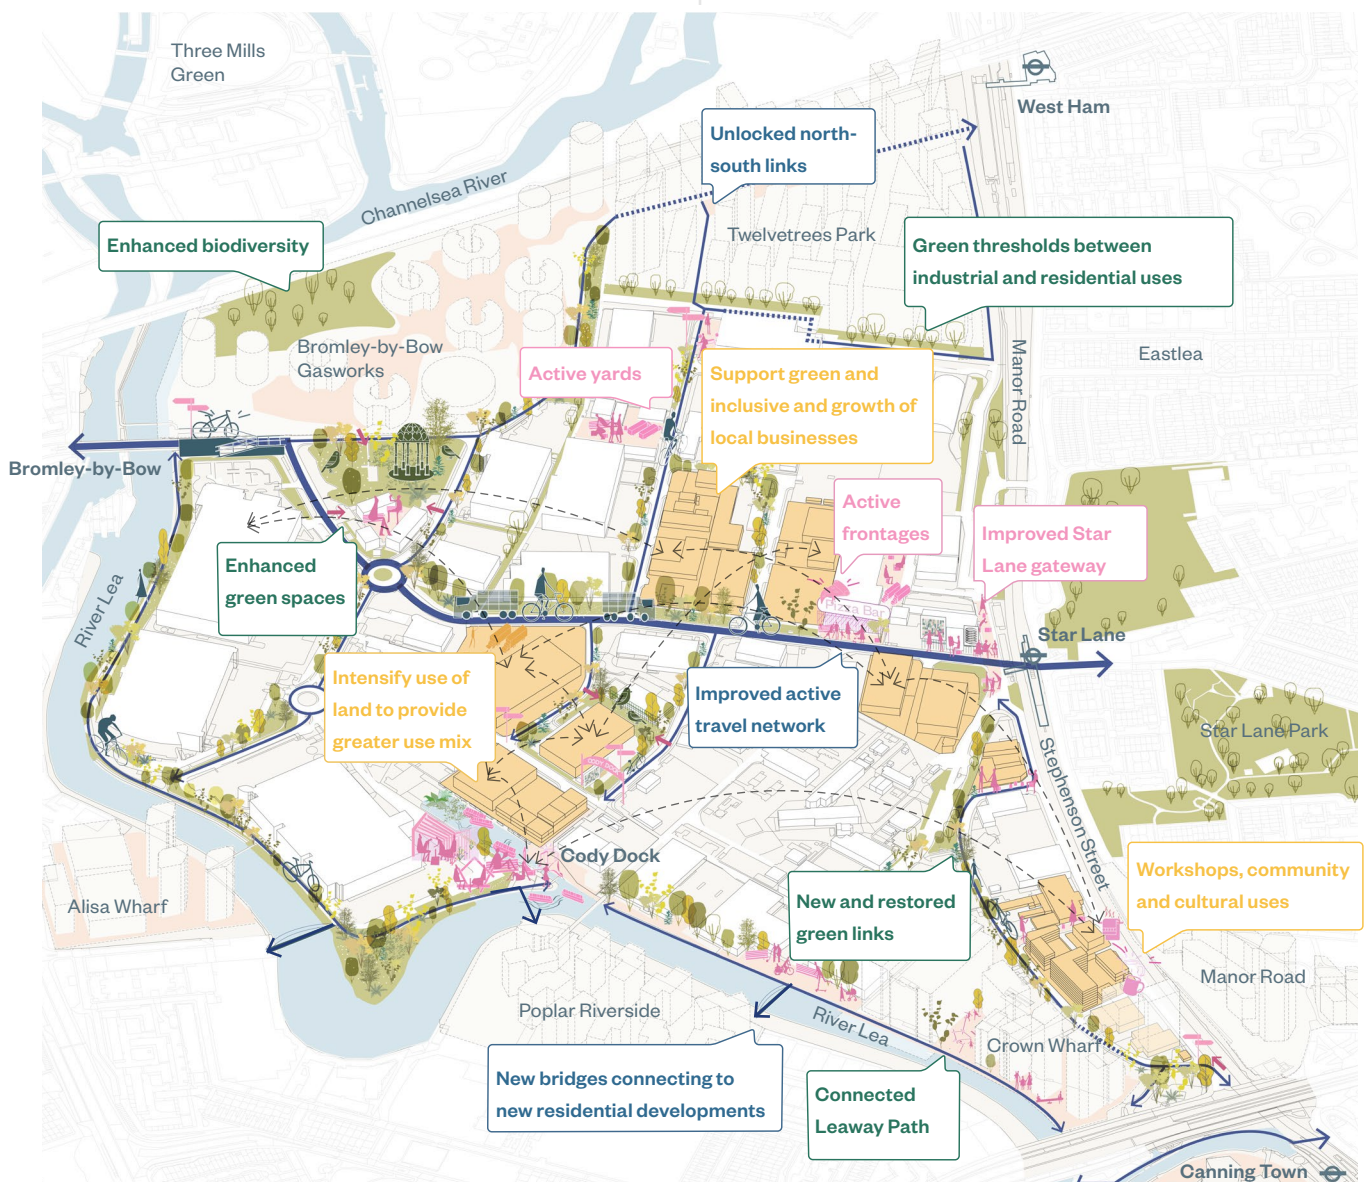 Three Mills
Green
West Ham
Unlocked north-
south links
Channelsea River
Enhanced biodiversity
Twelvetrees Park
Green thresholds between
industrial and residential uses
Bromley-by-Bow
Gasworks
Active yards
Support green and
inclusive and growth of
local businesses
Manor Road
Eastlea
Bromley-by-Bow
Active
frontages
Improved Star
Lane gateway
Enhanced
green spaces
River Lea
Pizza Bar
Star Lane
Intensify use of
land to provide
greater use mix
Improved active
travel network
Star Lane Park
CODY DOCK
Stephenson Street
Cody Dock
Workshops, community
and cultural uses
Alisa Wharf
New and restored
green links
Manor Road
Poplar Riverside
River Lea
Crown Wharf
New bridges connecting to
new residential developments
Connected
Leaway Path
Canning Town